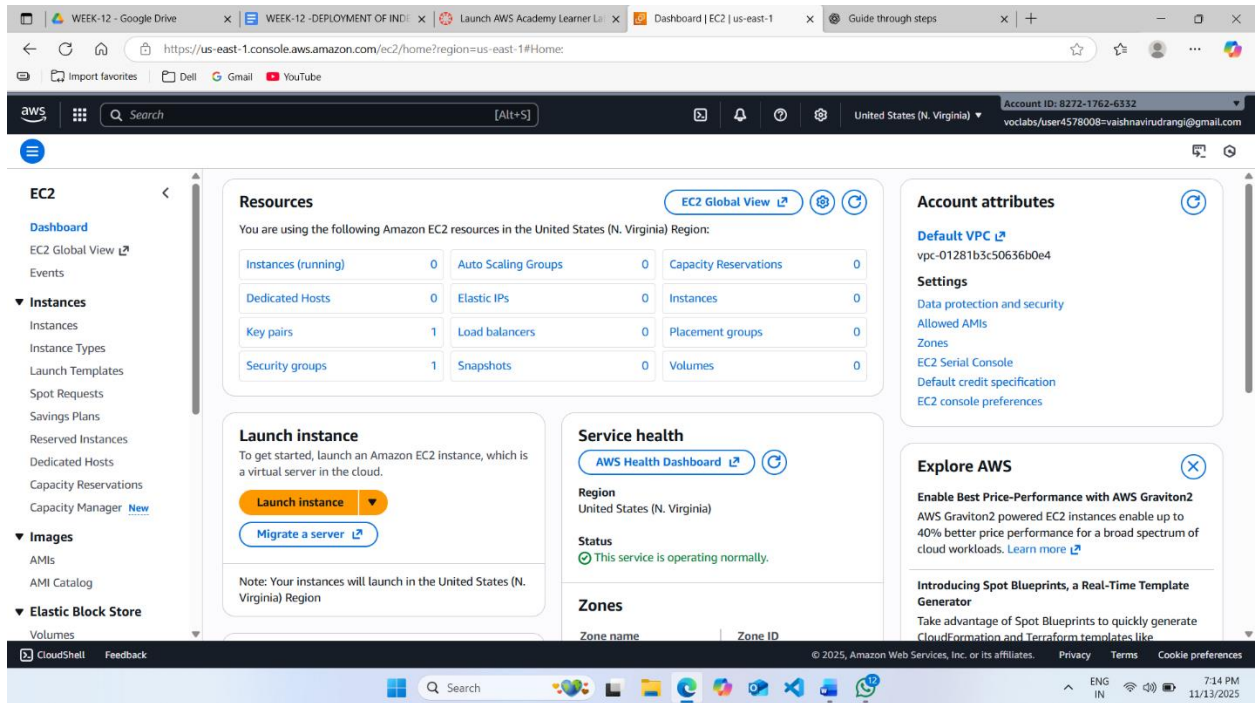 WEEK-12 - Google Drive
WEEK-12 -DEPLOYMENT OF INDE
Launch AWS Academy Learner La
Dashboard | EC2 | us-east-1
Guide through steps
https://us-east-1.console.aws.amazon.com/ec2/home?region=us-east-1#Home:
Import favorites Dell Gmail YouTube
aws Search [Alt+S] United States (N. Virginia) ▼
Account ID: 8272-1762-6332
voclabs/user4578008=vaishnavirudrangi@gmail.com
EC2
Dashboard
EC2 Global View
Events
▼ Instances
Instances
Instance Types
Launch Templates
Spot Requests
Savings Plans
Reserved Instances
Dedicated Hosts
Capacity Reservations
Capacity Manager New
▼ Images
AMIs
AMI Catalog
▼ Elastic Block Store
Volumes
Resources
EC2 Global View
You are using the following Amazon EC2 resources in the United States (N. Virginia) Region:
Instances (running) 0 Auto Scaling Groups 0 Capacity Reservations 0
Dedicated Hosts 0 Elastic IPs 0 Instances 0
Key pairs 1 Load balancers 0 Placement groups 0
Security groups 1 Snapshots 0 Volumes 0
Launch instance
To get started, launch an Amazon EC2 instance, which is
a virtual server in the cloud.
Launch instance ▼
Migrate a server
Note: Your instances will launch in the United States (N.
Virginia) Region
Service health
AWS Health Dashboard
Region
United States (N. Virginia)
Status
This service is operating normally.
Zones
Zone name Zone ID
Account attributes
Default VPC
vpc-01281b3c50636b0e4
Settings
Data protection and security
Allowed AMIs
Zones
EC2 Serial Console
Default credit specification
EC2 console preferences
Explore AWS
Enable Best Price-Performance with AWS Graviton2
AWS Graviton2 powered EC2 instances enable up to
40% better price performance for a broad spectrum of
cloud workloads. Learn more
Introducing Spot Blueprints, a Real-Time Template
Generator
Take advantage of Spot Blueprints to quickly generate
CloudFormation and Terraform templates like
CloudShell Feedback
© 2025, Amazon Web Services, Inc. or its affiliates. Privacy Terms Cookie preferences
Search
12
ENG
IN
7:14 PM
11/13/2025